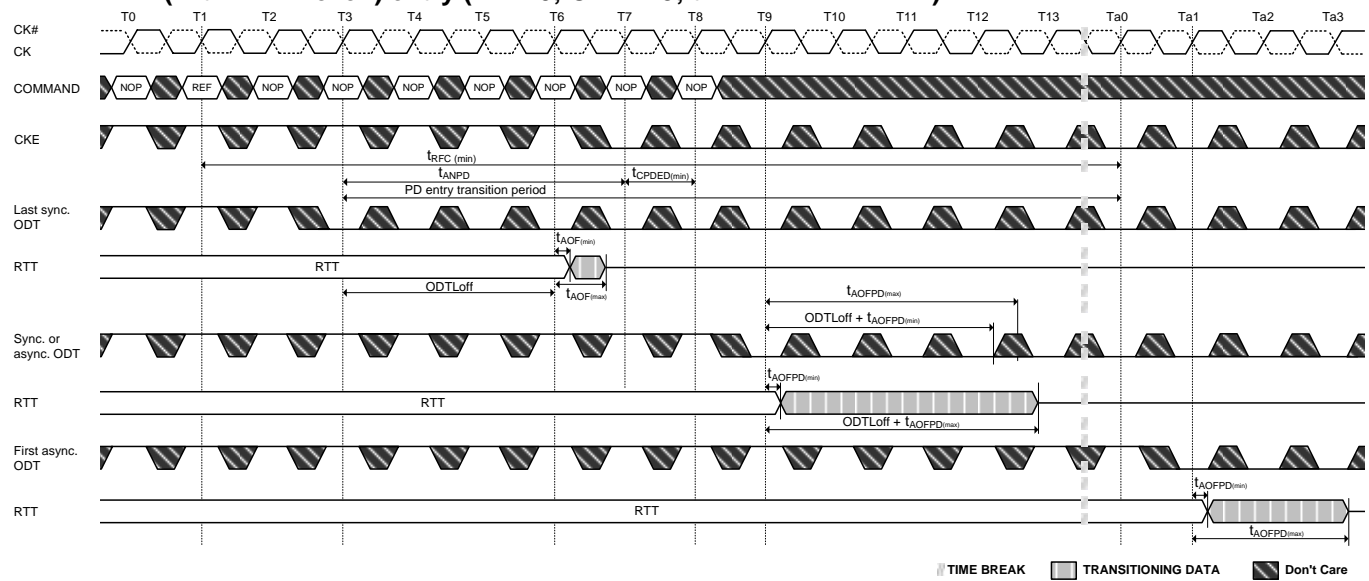 T0 T1 T2 T3 T4 T5 T6 T7 T8 T9 T10 T11 T12 T13 Ta0 Ta1 Ta2 Ta3
CK#
CK
COMMAND NOP REF NOP NOP NOP NOP NOP NOP NOP
CKE
tRFC (min)
tANPD tCPDED(min)
PD entry transition period
Last sync.
ODT
tAOF(min)
RTT RTT
ODTLoff tAOF(max)
tAOFPD(max)
ODTLoff + tAOFPD(min)
Sync. or
async. ODT
tAOFPD(min)
RTT RTT
ODTLoff + tAOFPD(max)
First async.
ODT
tAOFPD(min)
RTT RTT
tAOFPD(max)
TIME BREAK TRANSITIONING DATA Don't Care